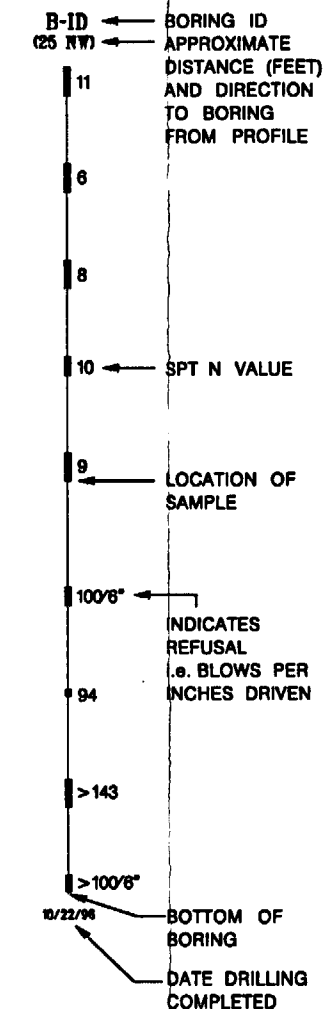 B-ID
BORING ID
(25 NW)
APPROXIMATE
DISTANCE (FEET)
AND DIRECTION
TO BORING
FROM PROFILE
11
6
8
10
SPT N VALUE
9
LOCATION OF
SAMPLE
100/6"
INDICATES
REFUSAL
i.e. BLOWS PER
INCHES DRIVEN
94
>143
>100/6"
10/22/96
BOTTOM OF
BORING
DATE DRILLING
COMPLETED